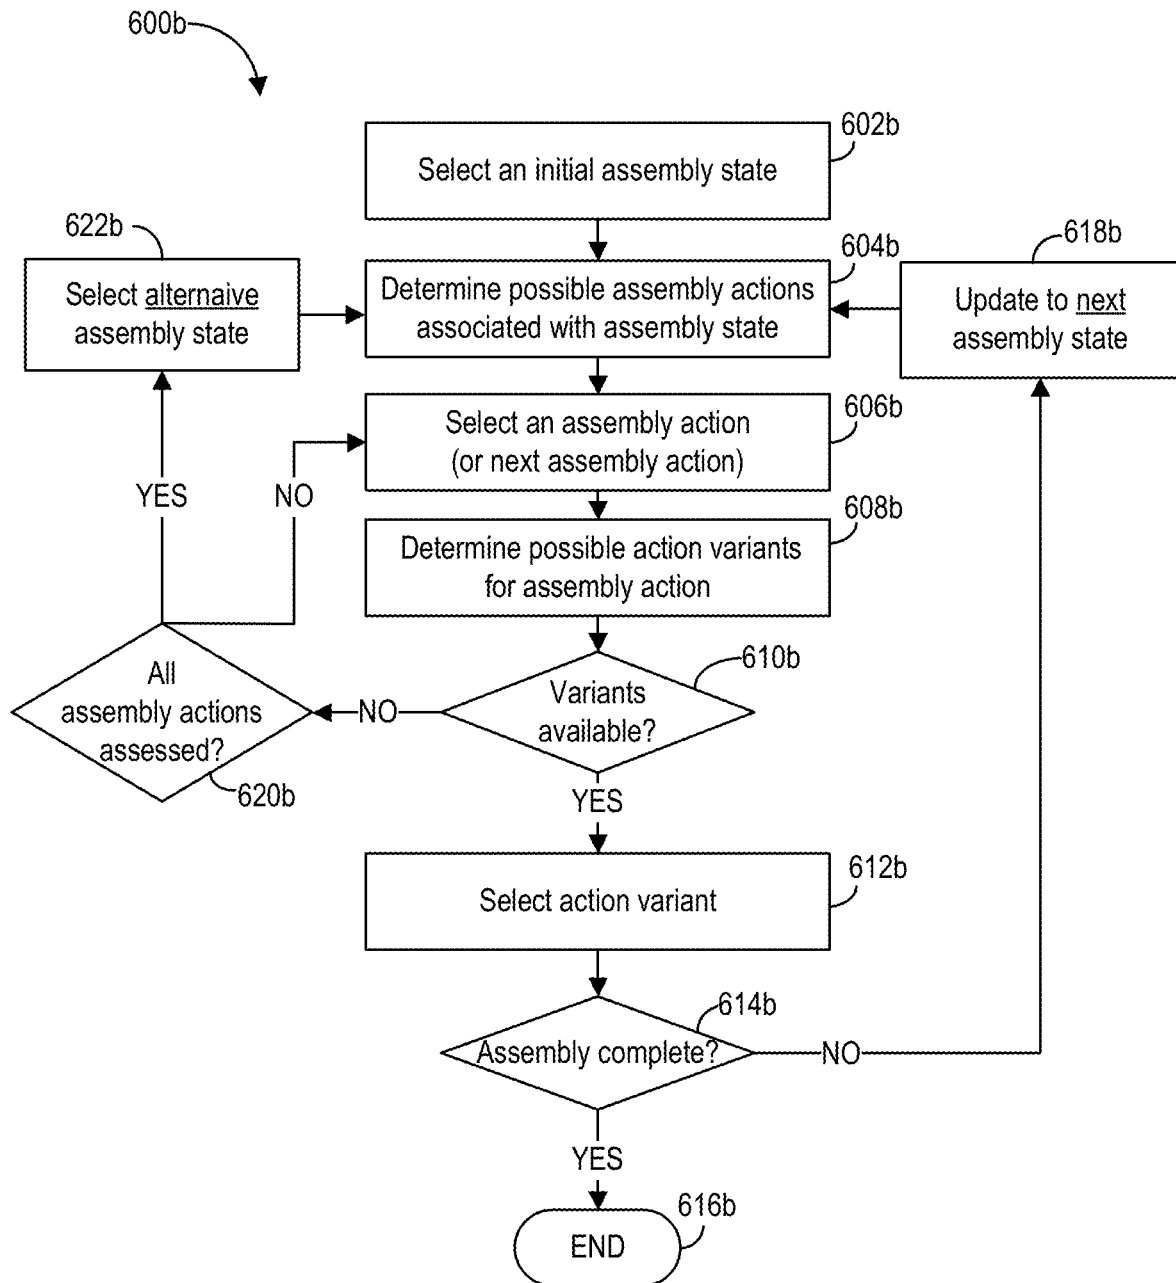 600b
602b
Select an initial assembly state
622b
604b
618b
Select alternaive
assembly state
Determine possible assembly actions
associated with assembly state
Update to next
assembly state
606b
Select an assembly action
(or next assembly action)
YES
NO
608b
Determine possible action variants
for assembly action
610b
All
assembly actions
assessed?
NO
Variants
available?
620b
YES
612b
Select action variant
614b
Assembly complete?
NO
YES
616b
END